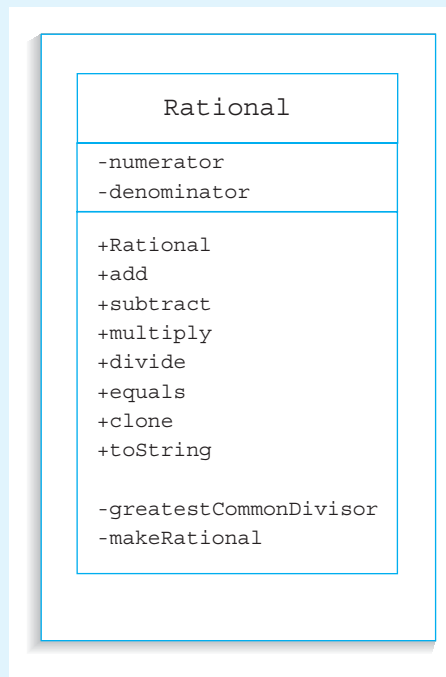 Rational
-numerator
-denominator
+Rational
+add
+subtract
+multiply
+divide
+equals
+clone
+toString
-greatestCommonDivisor
-makeRational